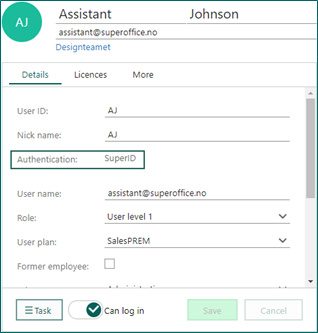 AJ
Assistant Johnson
assistant@superoffice.no
Designteamet
Details Licences More
User ID: AJ
Nick name: AJ
Authentication: SuperID
User name: assistant@superoffice.no
Role: User level 1
User plan: SalesPREM
Former employee:
Task Can log in Save Cancel